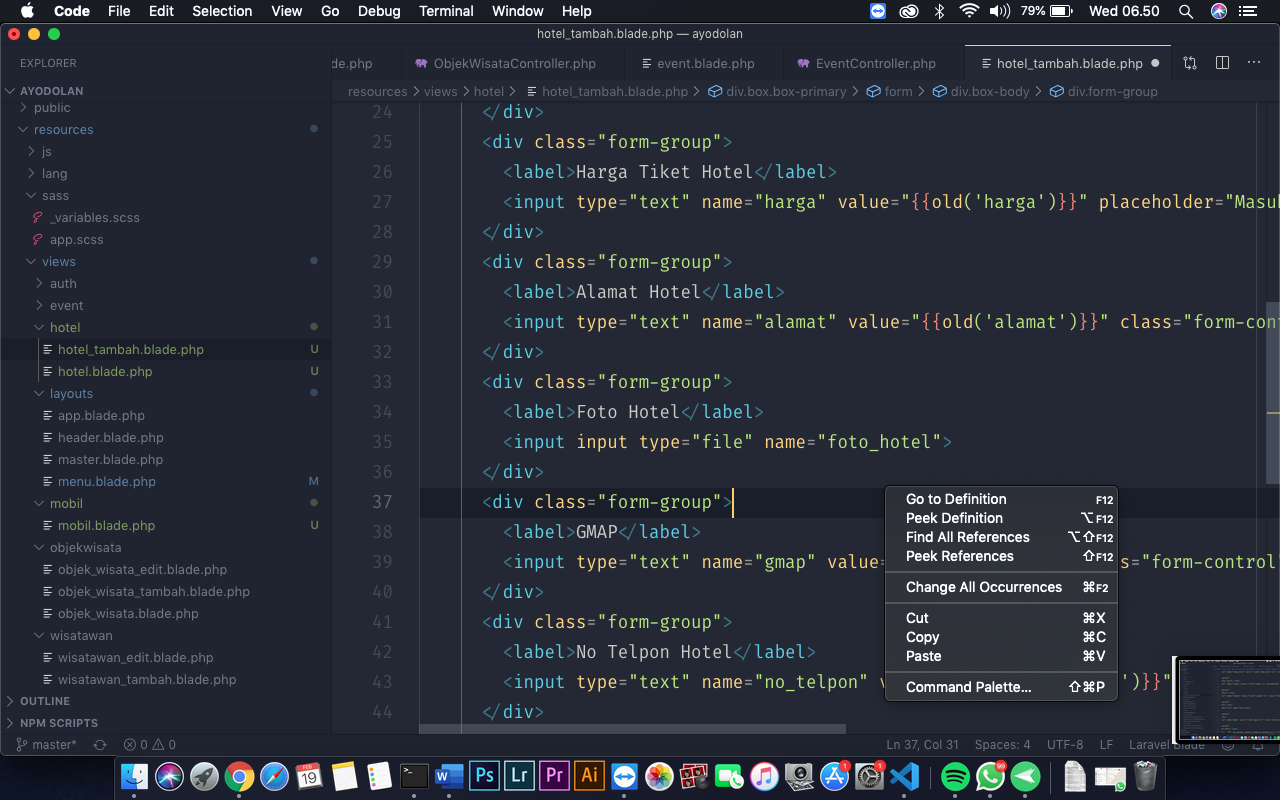 Code File Edit Selection View Go Debug Terminal Window Help 79% Wed 06.50
hotel_tambah.blade.php — ayodolan
EXPLORER
de.php ObjekWisataController.php event.blade.php EventController.php hotel_tambah.blade.php
resources > views > hotel > hotel_tambah.blade.php > div.box.box-primary > form > div.box-body > div.form-group
AYODOLAN
public
resources
js
lang
sass
_variables.scss
app.scss
views
auth
event
hotel
hotel_tambah.blade.php U
hotel.blade.php U
layouts
app.blade.php
header.blade.php
master.blade.php
menu.blade.php M
mobil
mobil.blade.php U
objekwisata
objek_wisata_edit.blade.php
objek_wisata_tambah.blade.php
objek_wisata.blade.php
wisatawan
wisatawan_edit.blade.php
wisatawan_tambah.blade.php
OUTLINE
NPM SCRIPTS
24 </div>
25 <div class="form-group">
26 <label>Harga Tiket Hotel</label>
27 <input type="text" name="harga" value="{{old('harga')}}" placeholder="Masu
28 </div>
29 <div class="form-group">
30 <label>Alamat Hotel</label>
31 <input type="text" name="alamat" value="{{old('alamat')}}" class="form-con
32 </div>
33 <div class="form-group">
34 <label>Foto Hotel</label>
35 <input input type="file" name="foto_hotel">
36 </div>
37 <div class="form-group">
38 <label>GMAP</label>
39 <input type="text" name="gmap" value= s="form-control
40 </div>
41 <div class="form-group">
42 <label>No Telpon Hotel</label>
43 <input type="text" name="no_telpon" v ')}}"
44 </div>
Go to Definition F12
Peek Definition ⌥F12
Find All References ⌥⇧F12
Peek References ⇧F12
Change All Occurrences ⌘F2
Cut ⌘X
Copy ⌘C
Paste ⌘V
Command Palette... ⇧⌘P
master* 0 0 Ln 37, Col 31 Spaces: 4 UTF-8 LF Laravel Blade
FEB
19
W Ps Lr Pr Ai 1 1 99